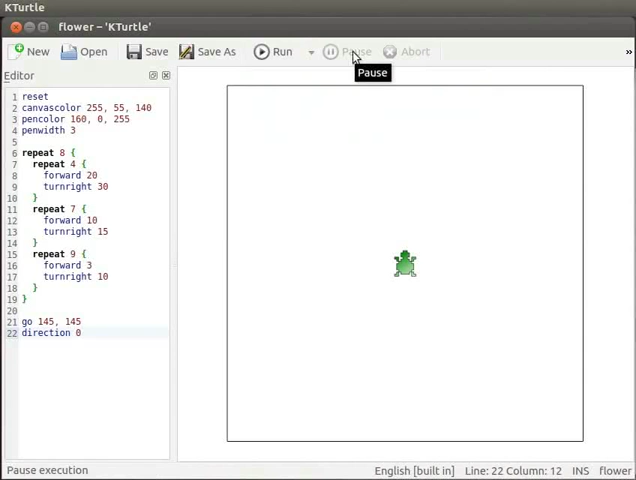 KTurtle
flower – 'KTurtle'
New Open Save Save As Run Pause Abort »
Pause
Editor
1 reset
2 canvascolor 255, 55, 140
3 pencolor 160, 0, 255
4 penwidth 3
5
6 repeat 8 {
7 repeat 4 {
8 forward 20
9 turnright 30
10 }
11 repeat 7 {
12 forward 10
13 turnright 15
14 }
15 repeat 9 {
16 forward 3
17 turnright 10
18 }
19 }
20
21 go 145, 145
22 direction 0
Pause execution English [built in] Line: 22 Column: 12 INS flower